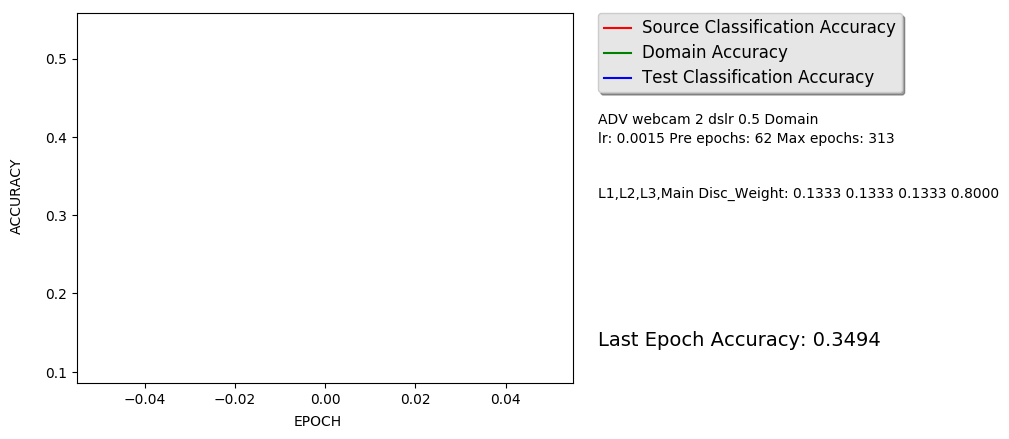 ACCURACY
0.5
0.4
0.3
0.2
0.1
−0.04
−0.02
0.00
0.02
0.04
EPOCH
Source Classification Accuracy
Domain Accuracy
Test Classification Accuracy
ADV webcam 2 dslr 0.5 Domain
lr: 0.0015 Pre epochs: 62 Max epochs: 313
L1,L2,L3,Main Disc_Weight: 0.1333 0.1333 0.1333 0.8000
Last Epoch Accuracy: 0.3494